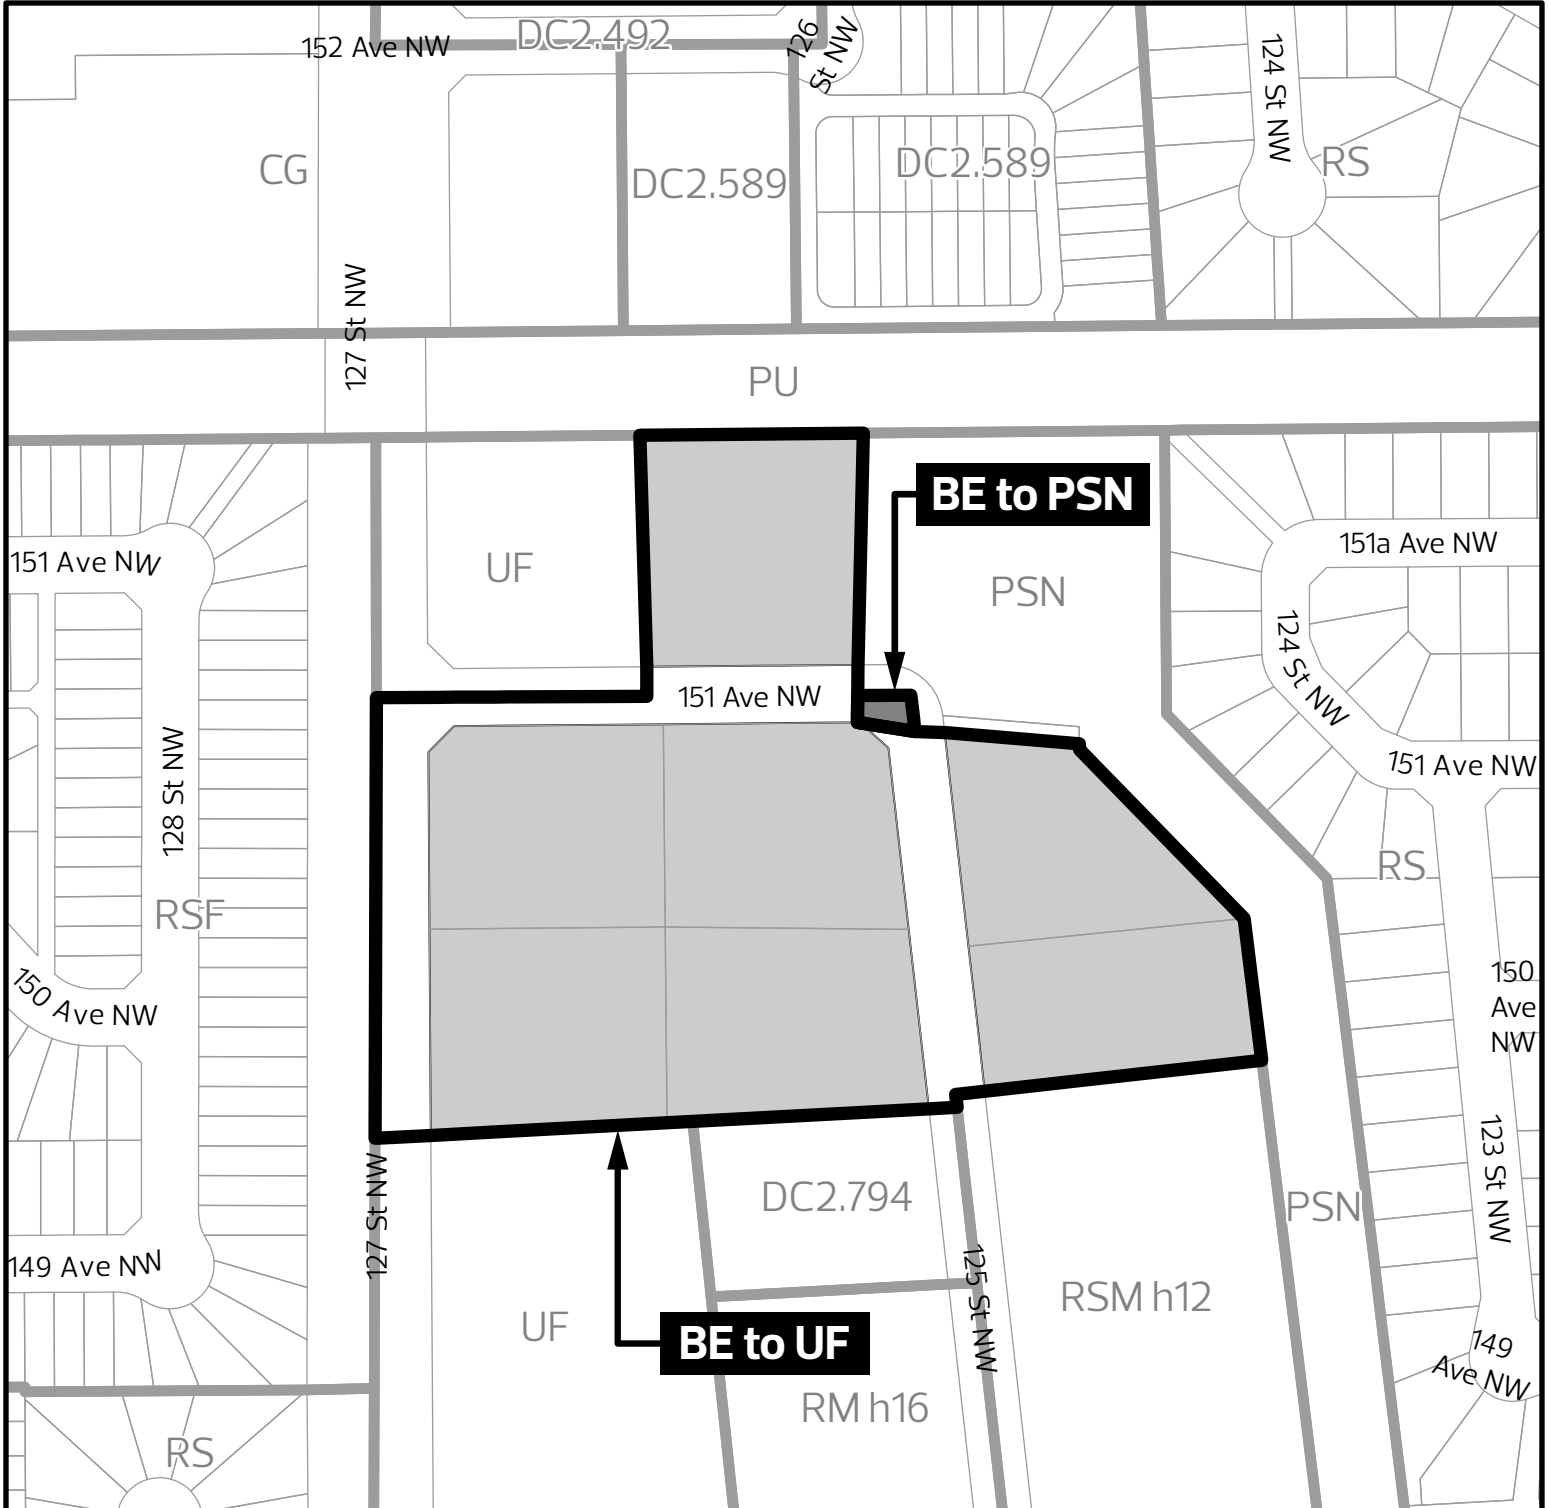 DC2.492
152 Ave NW
126
St NW
124 St NW
CG
DC2.589
DC2.589
RS
127 St NW
PU
BE to PSN
151 Ave NW
UF
PSN
151a Ave NW
124 St NW
151 Ave NW
151 Ave NW
128 St NW
RS
RSF
150 Ave NW
150
Ave
NW
127 St NW
DC2.794
PSN
123 St NW
149 Ave NW
125 St NW
RSM h12
UF
BE to UF
149
Ave NW
RM h16
RS